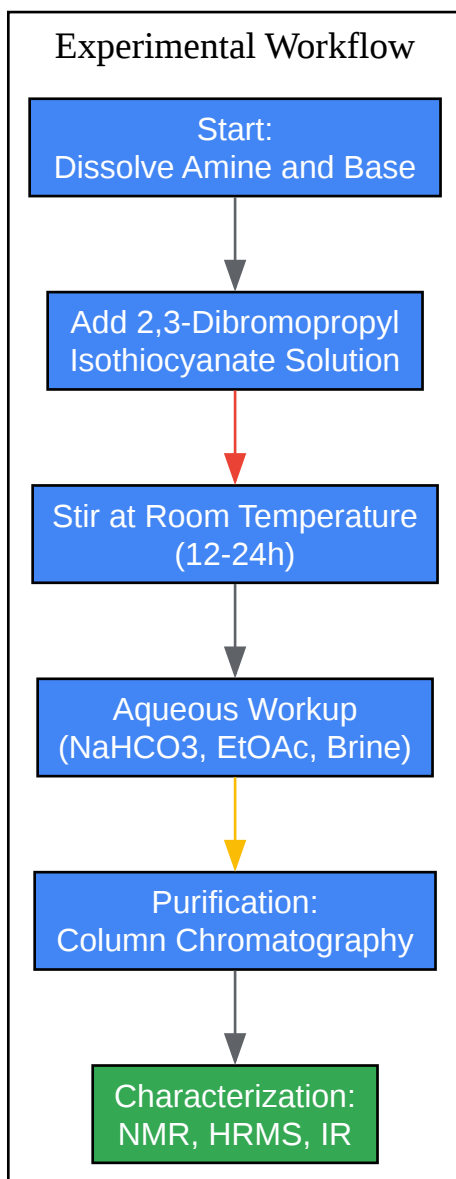 Experimental Workflow
Start:
Dissolve Amine and Base
Add 2,3-Dibromopropyl
Isothiocyanate Solution
Stir at Room Temperature
(12-24h)
Aqueous Workup
(NaHCO3, EtOAc, Brine)
Purification:
Column Chromatography
Characterization:
NMR, HRMS, IR